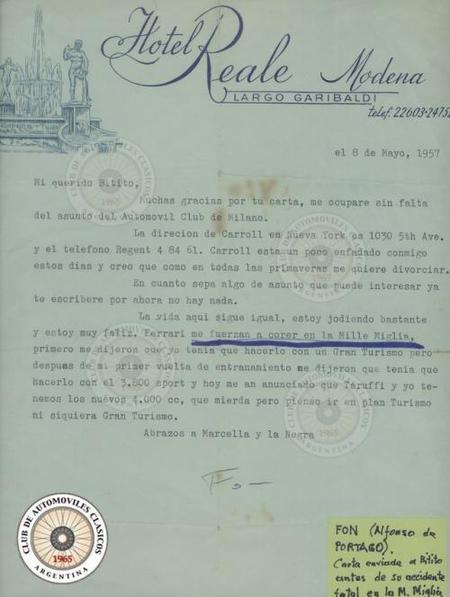 Hotel Reale Modena
LARGO GARIBALDI
telef. 22603-2475
el 8 de Mayo, 1957
Mi querido Bitito,
Muchas gracias por tu carta, me ocupare sin falta
del asunto del Automovil Club de Milano.
La direcion de Carroll en Nueva York es 1030 5th Ave.
y el telefono Regent 4 84 61. Carroll esta un poco enfadado conmigo
estos dias y creo que como en todas las primaveras me quiere divorciar.
En cuanto sepa algo de asunto que puede interesar ya
te escribere por ahora no hay nada.
La vida aqui sigue igual, estoy jodiendo bastante
y estoy muy faliz. Ferrari me fuerzan a corer en la Mille Miglia,
primero me dijeron que yo tenia que hacerlo con un Gran Turismo pero
despues de mi primer vuelta de entranamiento me dijeron que tenia que
hacerlo con el 3.800 sport y hoy me an anunciado que Taruffi y yo te-
nemos los nuevos 4.000 cc, que mierda pero pienso ir en plan Turismo
ni siquiera Gran Turismo.
Abrazos a Marcella y la Negra
CLUB DE AUTOMOVILES CLASICOS
1965
ARGENTINA
FON (Alfonso de
PORTAGO).
Carta enviada a Bitito
antes de su accidente
fatal en la M. Miglia